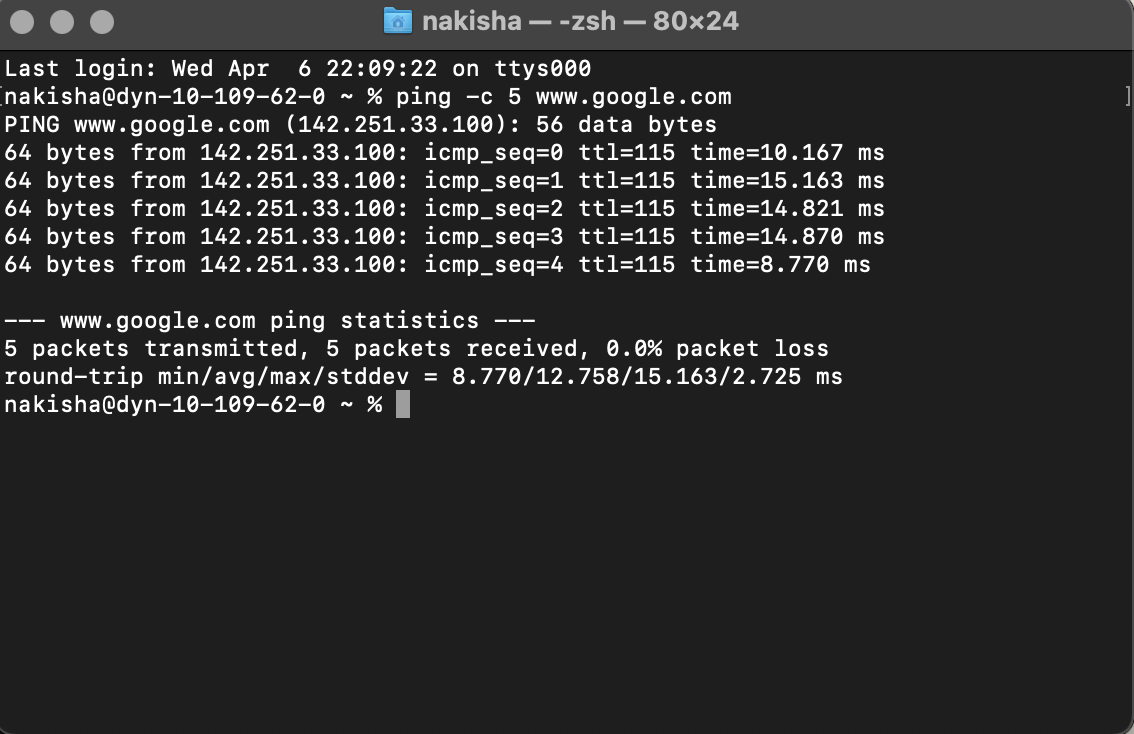 nakisha — -zsh — 80×24
Last login: Wed Apr  6 22:09:22 on ttys000
[nakisha@dyn-10-109-62-0 ~ % ping -c 5 www.google.com ]
PING www.google.com (142.251.33.100): 56 data bytes
64 bytes from 142.251.33.100: icmp_seq=0 ttl=115 time=10.167 ms
64 bytes from 142.251.33.100: icmp_seq=1 ttl=115 time=15.163 ms
64 bytes from 142.251.33.100: icmp_seq=2 ttl=115 time=14.821 ms
64 bytes from 142.251.33.100: icmp_seq=3 ttl=115 time=14.870 ms
64 bytes from 142.251.33.100: icmp_seq=4 ttl=115 time=8.770 ms
--- www.google.com ping statistics ---
5 packets transmitted, 5 packets received, 0.0% packet loss
round-trip min/avg/max/stddev = 8.770/12.758/15.163/2.725 ms
nakisha@dyn-10-109-62-0 ~ %